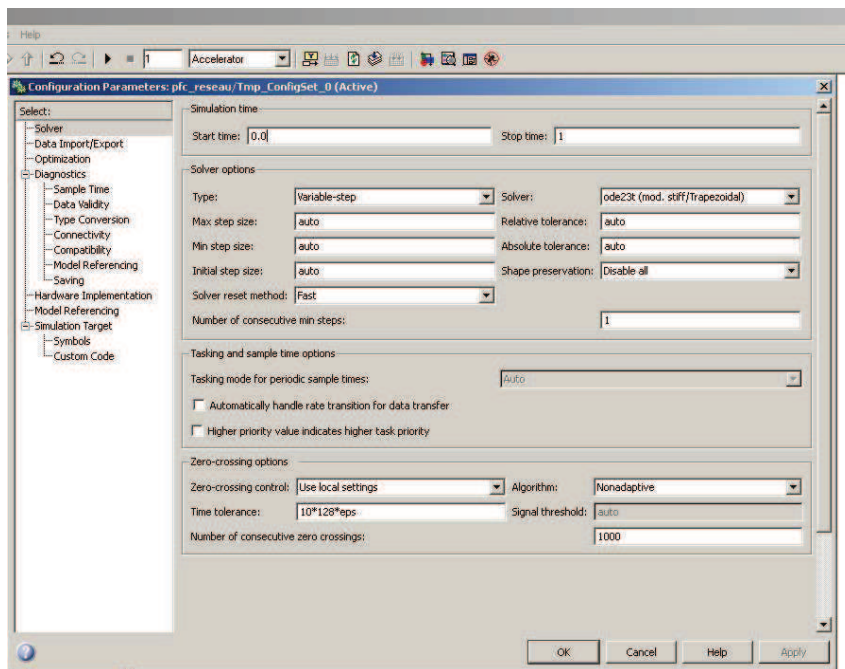 Help
1 Accelerator
Configuration Parameters: pfc_reseau/Tmp_ConfigSet_0 (Active)
Select:
Solver
Data Import/Export
Optimization
Diagnostics
Sample Time
Data Validity
Type Conversion
Connectivity
Compatibility
Model Referencing
Saving
Hardware Implementation
Model Referencing
Simulation Target
Symbols
Custom Code
Simulation time
Start time: 0.0 Stop time: 1
Solver options
Type: Variable-step Solver: ode23t (mod. stiff/Trapezoidal)
Max step size: auto Relative tolerance: auto
Min step size: auto Absolute tolerance: auto
Initial step size: auto Shape preservation: Disable all
Solver reset method: Fast
Number of consecutive min steps: 1
Tasking and sample time options
Tasking mode for periodic sample times: Auto
Automatically handle rate transition for data transfer
Higher priority value indicates higher task priority
Zero-crossing options
Zero-crossing control: Use local settings Algorithm: Nonadaptive
Time tolerance: 10*128*eps Signal threshold: auto
Number of consecutive zero crossings: 1000
OK Cancel Help Apply